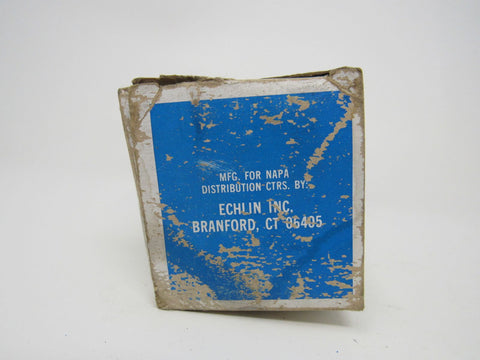 MFG. FOR NAPA
DISTRIBUTION CTRS. BY:
ECHLIN INC.
BRANFORD, CT 06405